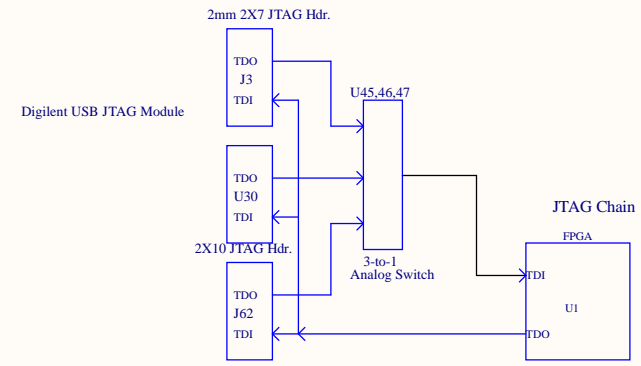 2mm 2X7 JTAG Hdr.
TDO
J3
TDI
U45,46,47
Digilent USB JTAG Module
TDO
U30
TDI
JTAG Chain
FPGA
2X10 JTAG Hdr.
3-to-1
Analog Switch
TDI
TDO
J62
U1
TDI
TDO